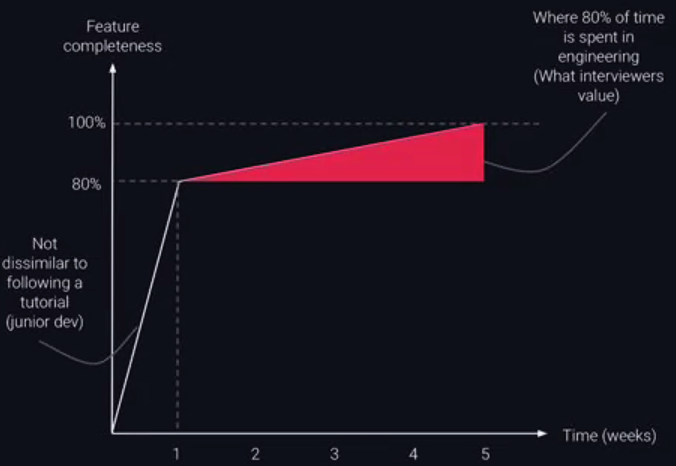 Feature
completeness
Where 80% of time
is spent in
engineering
(What interviewers
value)
100%
80%
Not
dissimilar to
following a
tutorial
(junior dev)
Time (weeks)
1
2
3
4
5